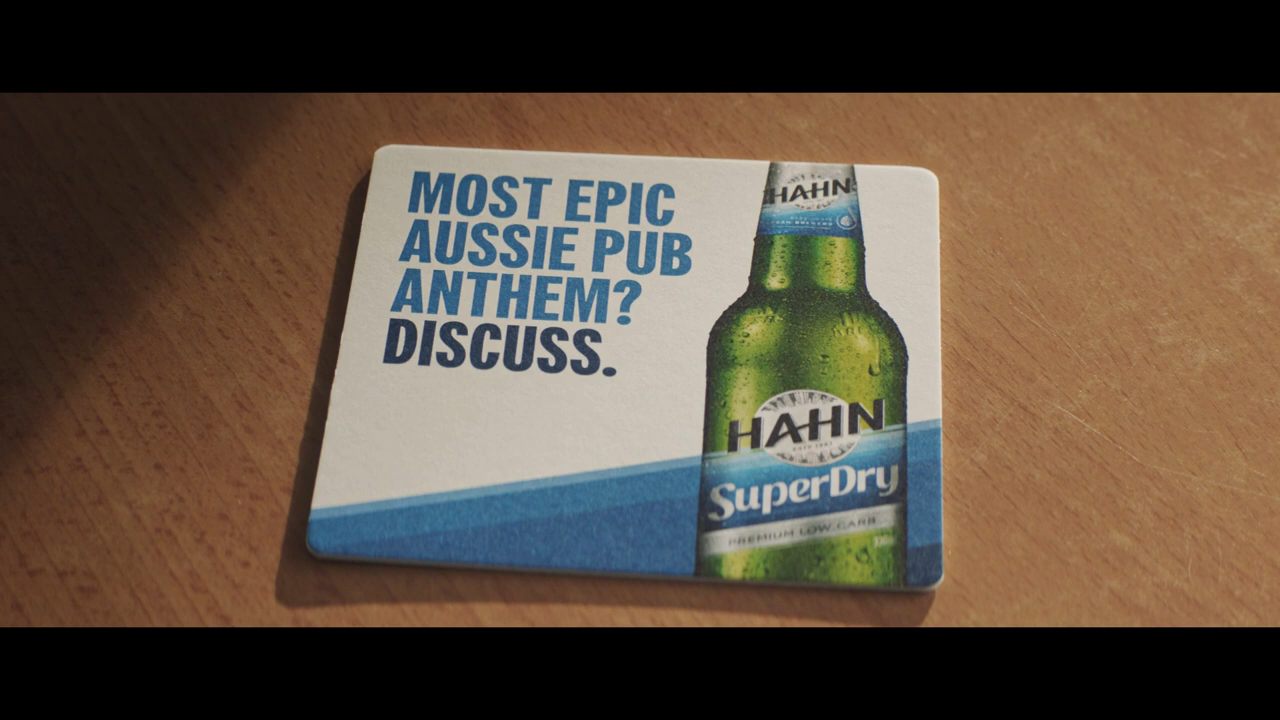 MOST EPIC
AUSSIE PUB
ANTHEM?
DISCUSS.
HAHN
HAHN
SuperDry
PREMIUM LOW CARB